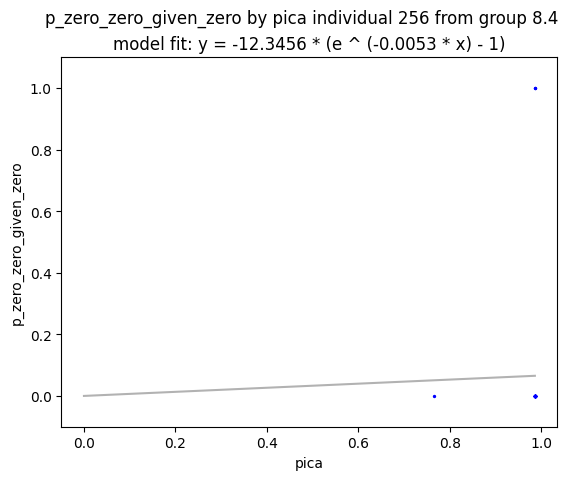 p_zero_zero_given_zero by pica individual 256 from group 8.4
model fit: y = -12.3456 * (e ^ (-0.0053 * x) - 1)
1.0
0.8
0.6
0.4
0.2
0.0
p_zero_zero_given_zero
0.0 0.2 0.4 0.6 0.8 1.0
pica